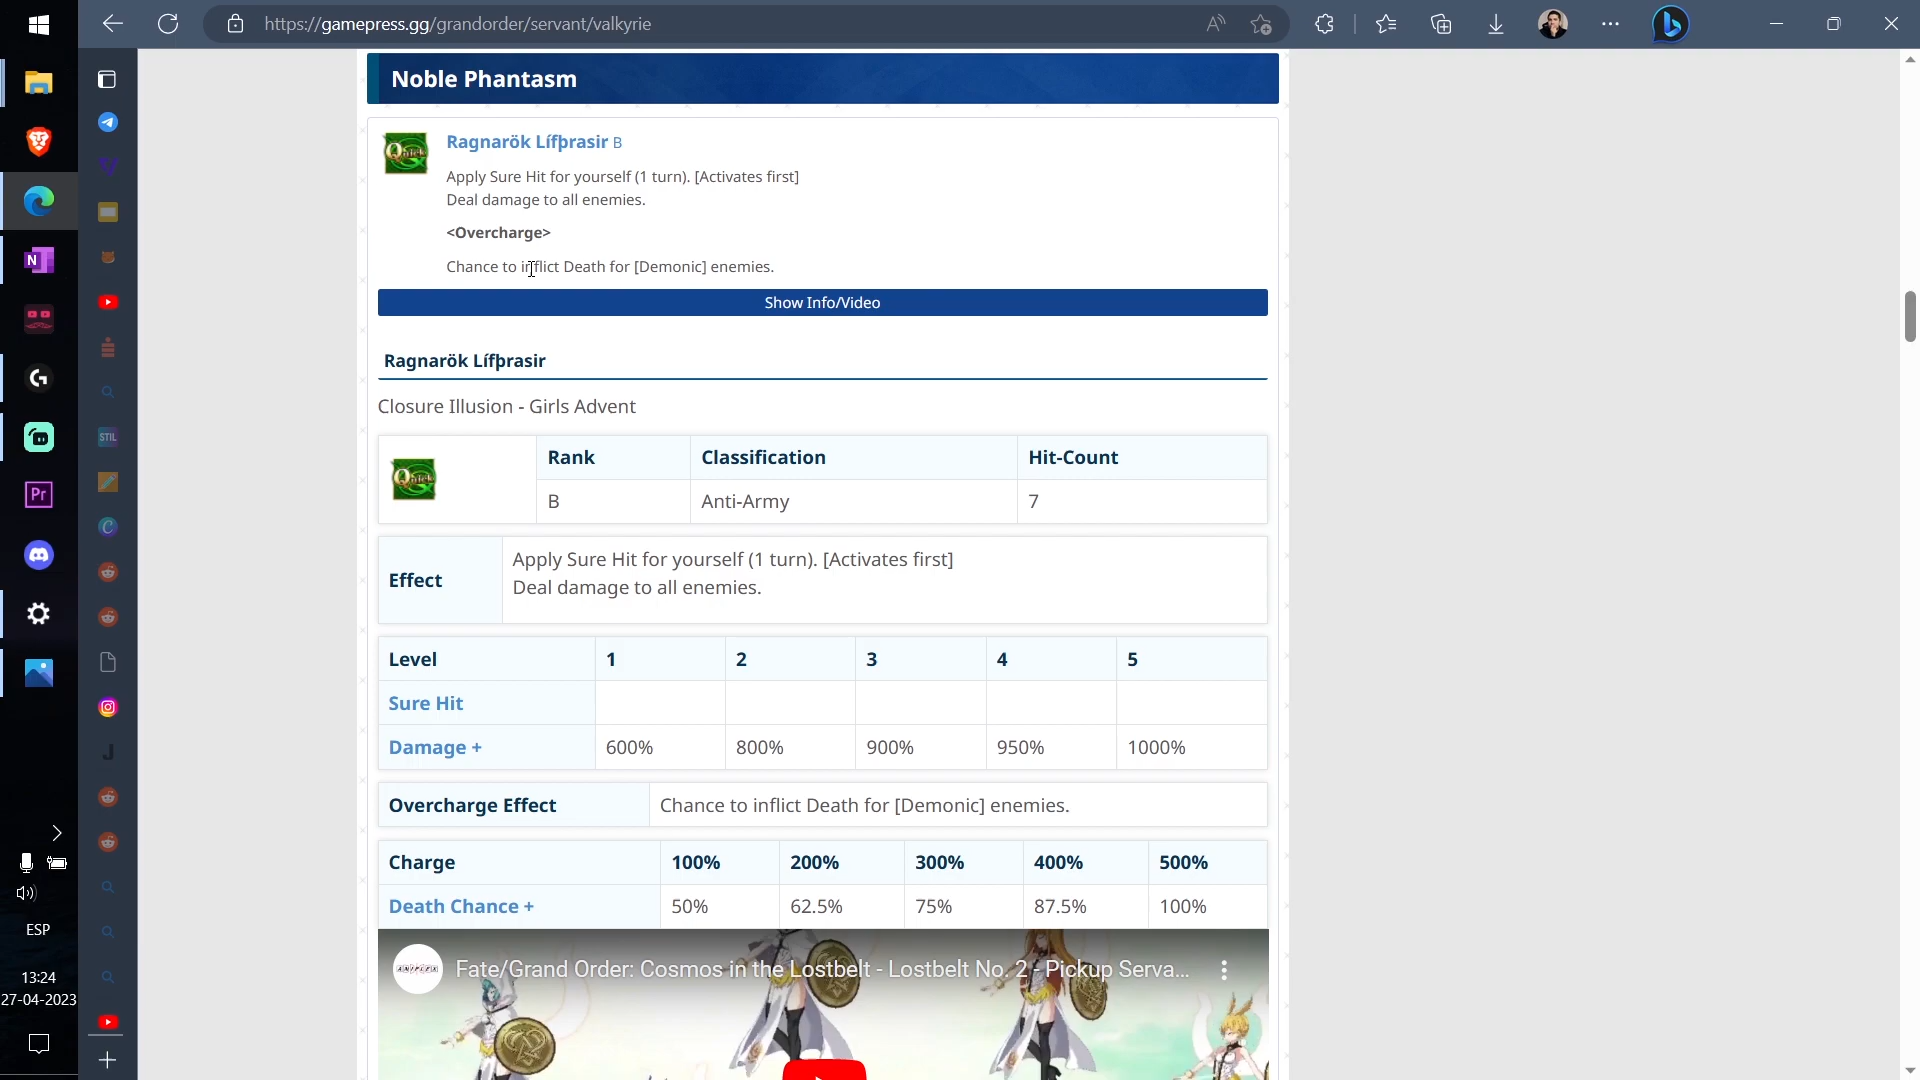 https://gamepress.gg/grandorder/servant/valkyrie
Noble Phantasm
Quick
Ragnarök Lífþrasir B
Apply Sure Hit for yourself (1 turn). [Activates first]
Deal damage to all enemies.
<Overcharge>
Chance to inflict Death for [Demonic] enemies.
Show Info/Video
Ragnarök Lífþrasir
Closure Illusion - Girls Advent
Quick
Rank Classification Hit-Count
B Anti-Army 7
Effect
Apply Sure Hit for yourself (1 turn). [Activates first]
Deal damage to all enemies.
Level 1 2 3 4 5
Sure Hit
Damage + 600% 800% 900% 950% 1000%
Overcharge Effect Chance to inflict Death for [Demonic] enemies.
Charge 100% 200% 300% 400% 500%
Death Chance + 50% 62.5% 75% 87.5% 100%
ANIPLEX
Fate/Grand Order: Cosmos in the Lostbelt - Lostbelt No. 2 - Pickup Serva...
N
Pr
STIL
C
J
ESP
13:24
27-04-2023